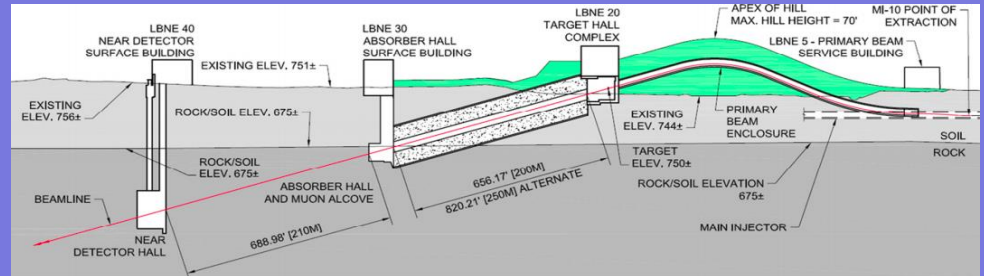 LBNE 40
NEAR DETECTOR
SURFACE BUILDING
LBNE 30
ABSORBER HALL
SURFACE BUILDING
LBNE 20
TARGET HALL
COMPLEX
APEX OF HILL
MAX. HILL HEIGHT = 70'
MI-10 POINT OF
EXTRACTION
LBNE 5 - PRIMARY BEAM
SERVICE BUILDING
EXISTING ELEV. 751±
EXISTING
ELEV. 756±
ROCK/SOIL ELEV. 675±
EXISTING
ELEV. 744±
PRIMARY
BEAM
ENCLOSURE
SOIL
ROCK
ROCK/SOIL
ELEV. 675±
TARGET
ELEV. 750±
BEAMLINE
ABSORBER HALL
AND MUON ALCOVE
656.17' [200M]
820.21' [250M] ALTERNATE
ROCK/SOIL ELEVATION
675±
MAIN INJECTOR
NEAR
DETECTOR HALL
688.98' [210M]